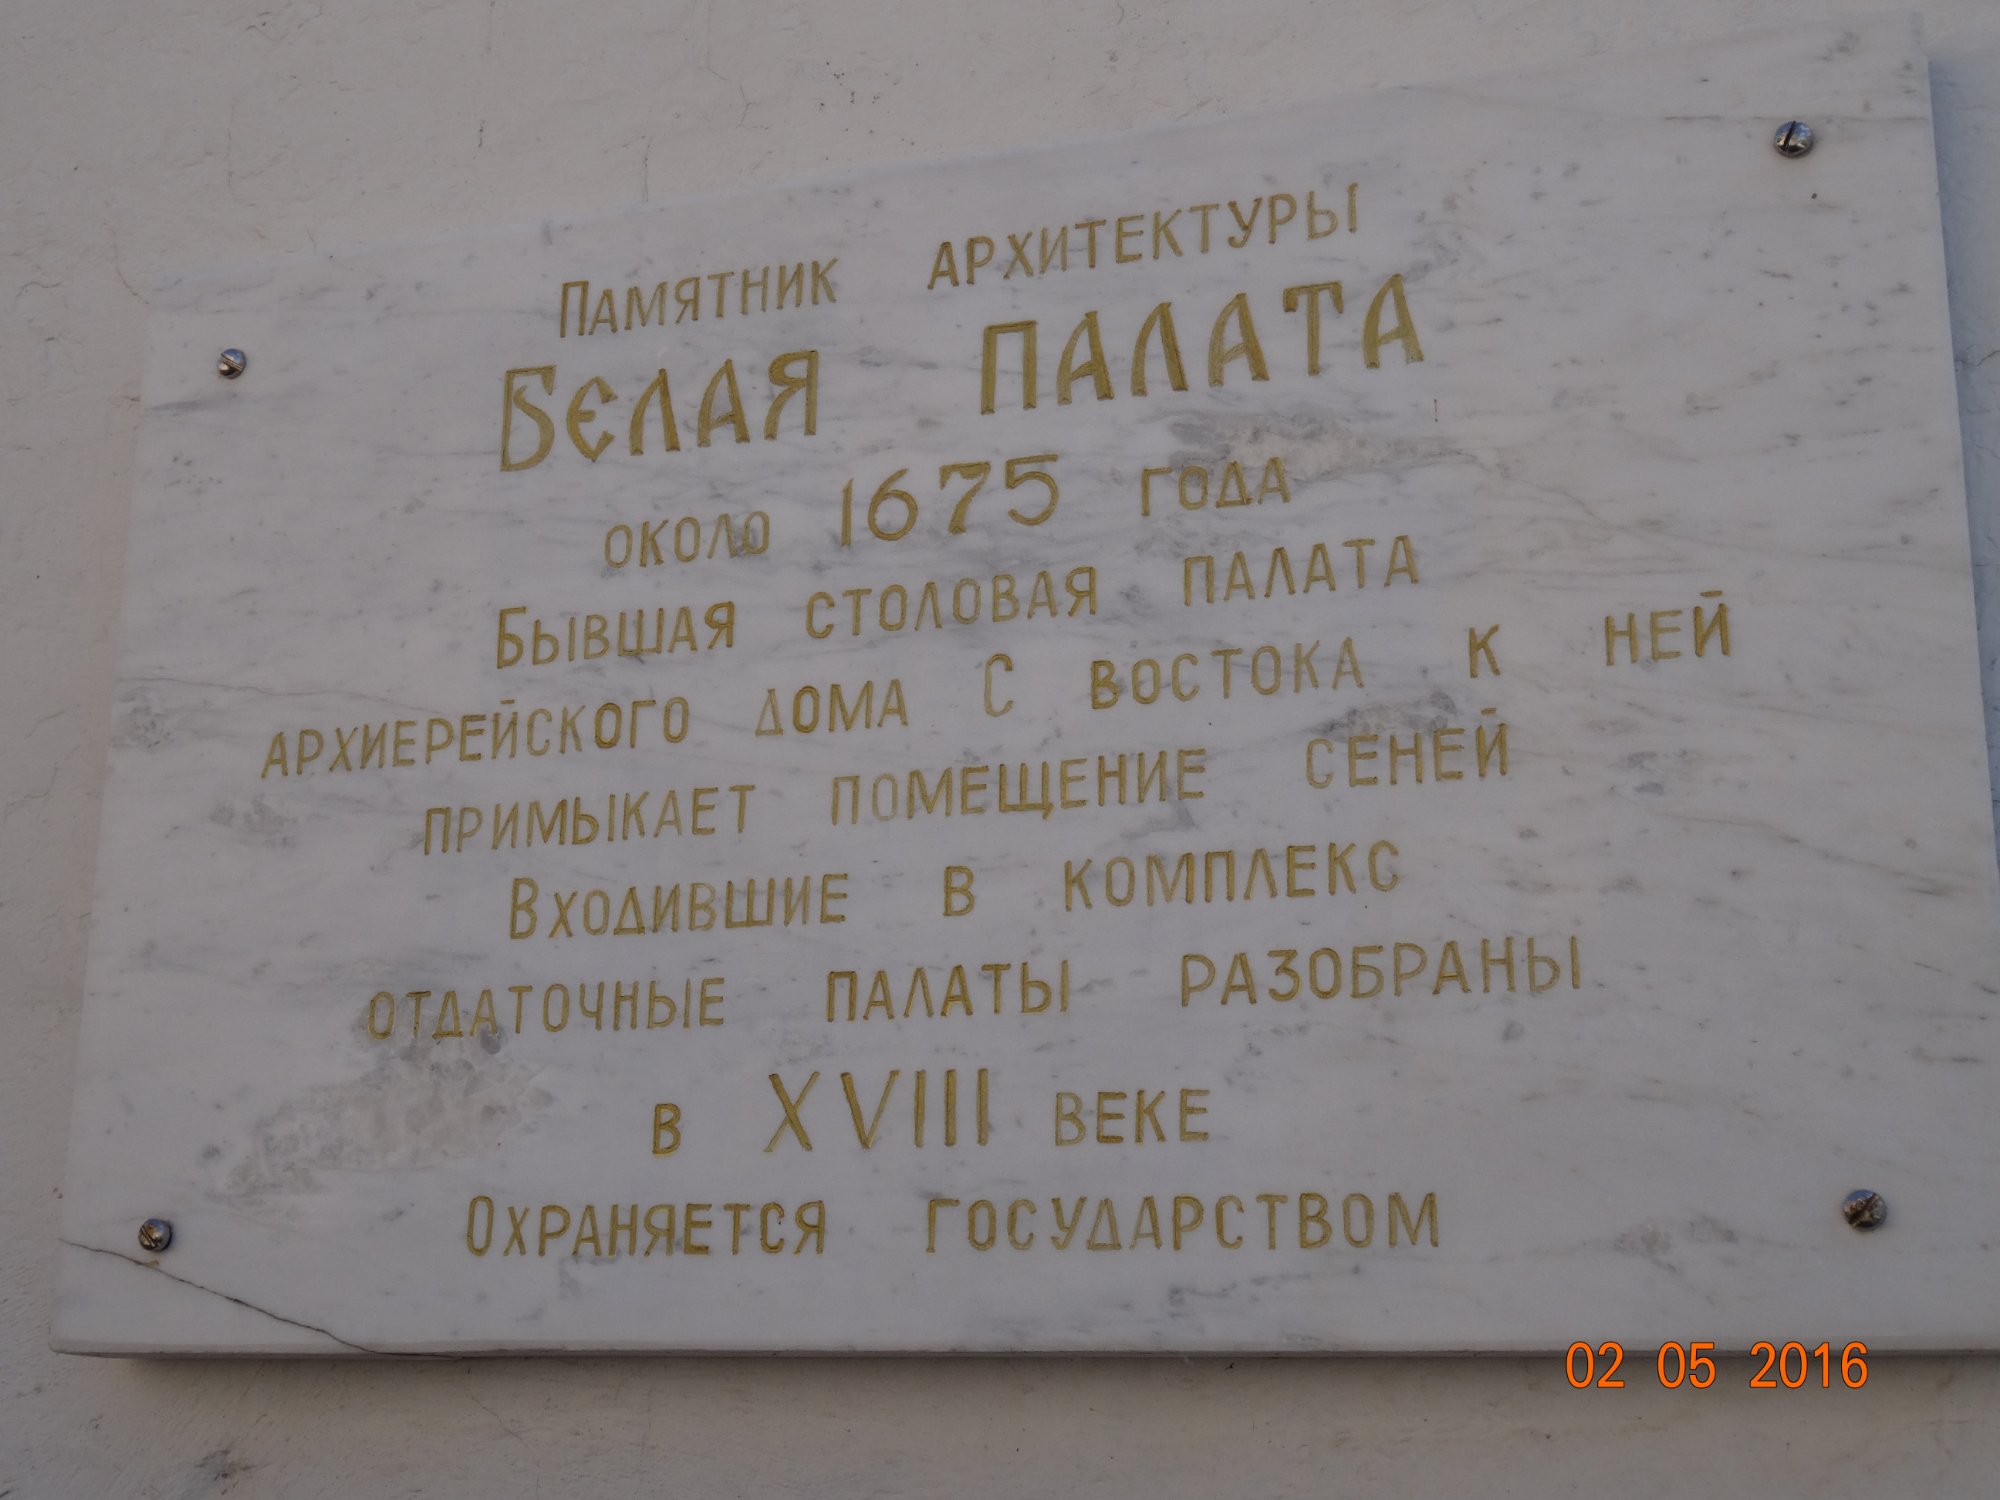 Памятник архитектуры
БЕЛАЯ ПАЛАТА
около 1675 года
Бывшая столовая палата
архиерейского дома С востока к ней
примыкает помещение сеней
Входившие в комплекс
отдаточные палаты разобраны
в XVIII веке
Охраняется государством
02 05 2016